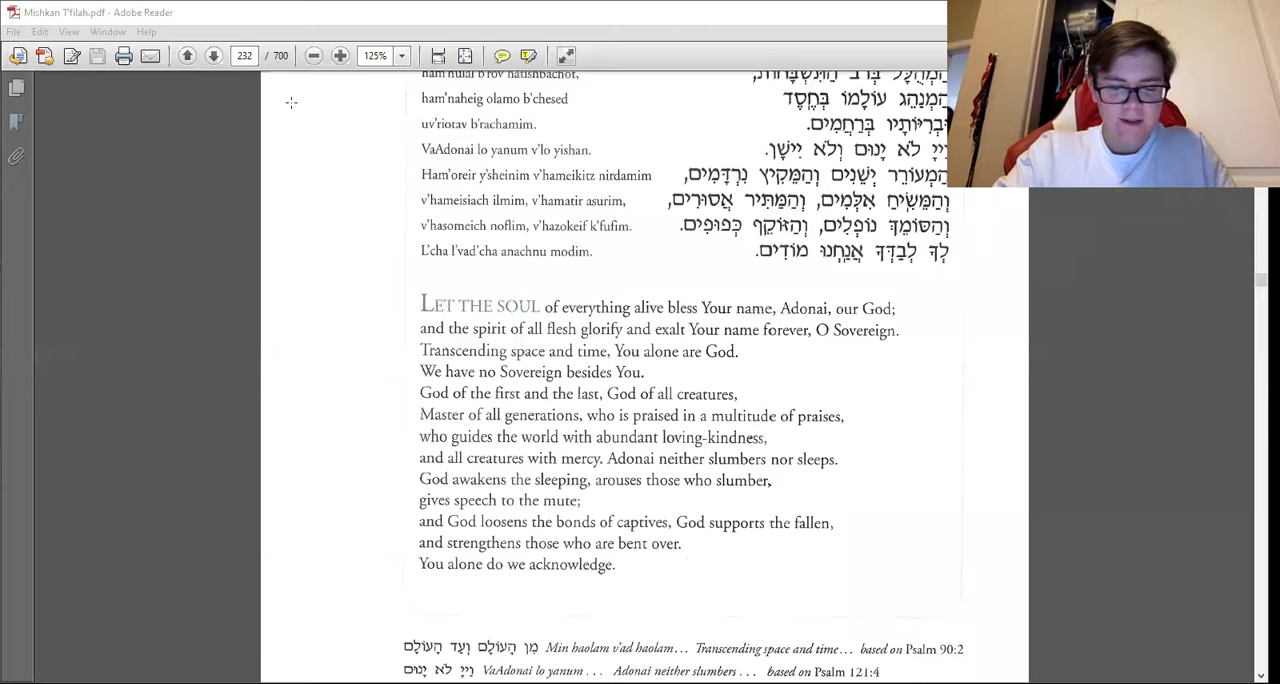 Mishkan T'filah.pdf - Adobe Reader
File Edit View Window Help
232 / 700 125%
ham'hulal b'rov hatishbachot,
הַמְהֻלָּל בְּרֹב הַתִּשְׁבָּחוֹת,
ham'naheig olamo b'chesed
הַמְנַהֵג עוֹלָמוֹ בְּחֶסֶד
uv'riotav b'rachamim.
וּבְרִיּוֹתָיו בְּרַחֲמִים.
VaAdonai lo yanum v'lo yishan.
וַיְיָ לֹא יָנוּם וְלֹא יִישָׁן.
Ham'oreir y'sheinim v'hameikitz nirdamim
הַמְעוֹרֵר יְשֵׁנִים וְהַמֵּקִיץ נִרְדָּמִים,
v'hameisiach ilmim, v'hamatir asurim,
וְהַמֵּשִׂיחַ אִלְּמִים, וְהַמַּתִּיר אֲסוּרִים,
v'hasomeich noflim, v'hazokeif k'fufim.
וְהַסּוֹמֵךְ נוֹפְלִים, וְהַזּוֹקֵף כְּפוּפִים.
L'cha l'vad'cha anachnu modim.
לְךָ לְבַדְּךָ אֲנַחְנוּ מוֹדִים.
LET THE SOUL of everything alive bless Your name, Adonai, our God;
and the spirit of all flesh glorify and exalt Your name forever, O Sovereign.
Transcending space and time, You alone are God.
We have no Sovereign besides You.
God of the first and the last, God of all creatures,
Master of all generations, who is praised in a multitude of praises,
who guides the world with abundant loving-kindness,
and all creatures with mercy. Adonai neither slumbers nor sleeps.
God awakens the sleeping, arouses those who slumber,
gives speech to the mute;
and God loosens the bonds of captives, God supports the fallen,
and strengthens those who are bent over.
You alone do we acknowledge.
מִן הָעוֹלָם וְעַד הָעוֹלָם Min haolam v'ad haolam... Transcending space and time... based on Psalm 90:2
וַיְיָ לֹא יָנוּם VaAdonai lo yanum . . . Adonai neither slumbers . . . based on Psalm 121:4